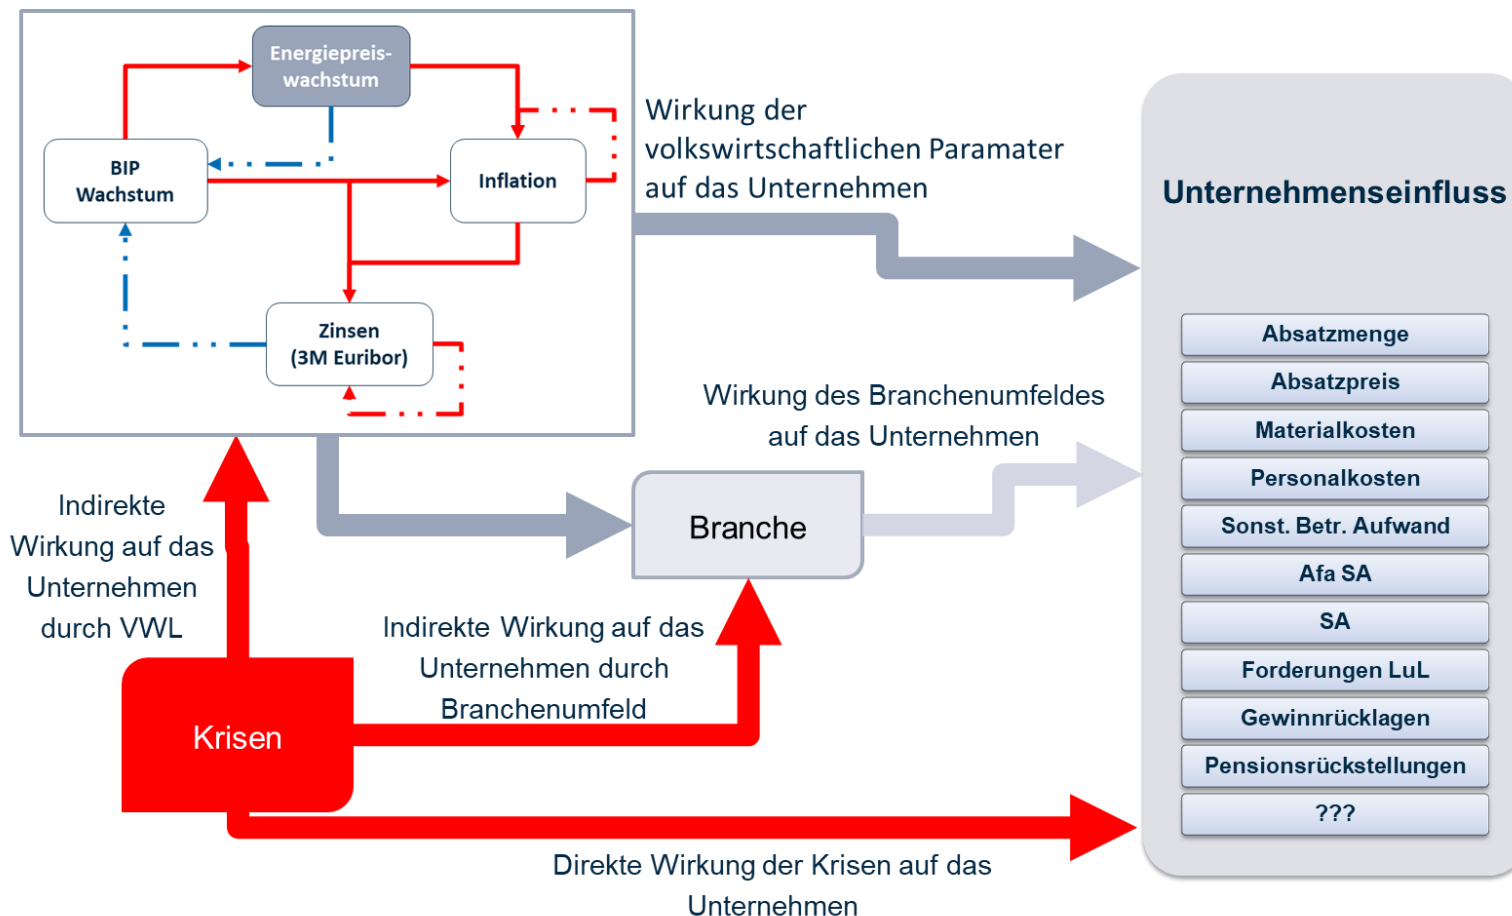 Energiepreis-
wachstum
BIP
Wachstum
Inflation
Zinsen
(3M Euribor)
Wirkung der
volkswirtschaftlichen Paramater
auf das Unternehmen
Unternehmenseinfluss
Absatzmenge
Absatzpreis
Materialkosten
Personalkosten
Sonst. Betr. Aufwand
Afa SA
SA
Forderungen LuL
Gewinnrücklagen
Pensionsrückstellungen
???
Wirkung des Branchenumfeldes
auf das Unternehmen
Branche
Indirekte
Wirkung auf das
Unternehmen
durch VWL
Indirekte Wirkung auf das
Unternehmen durch
Branchenumfeld
Krisen
Direkte Wirkung der Krisen auf das
Unternehmen